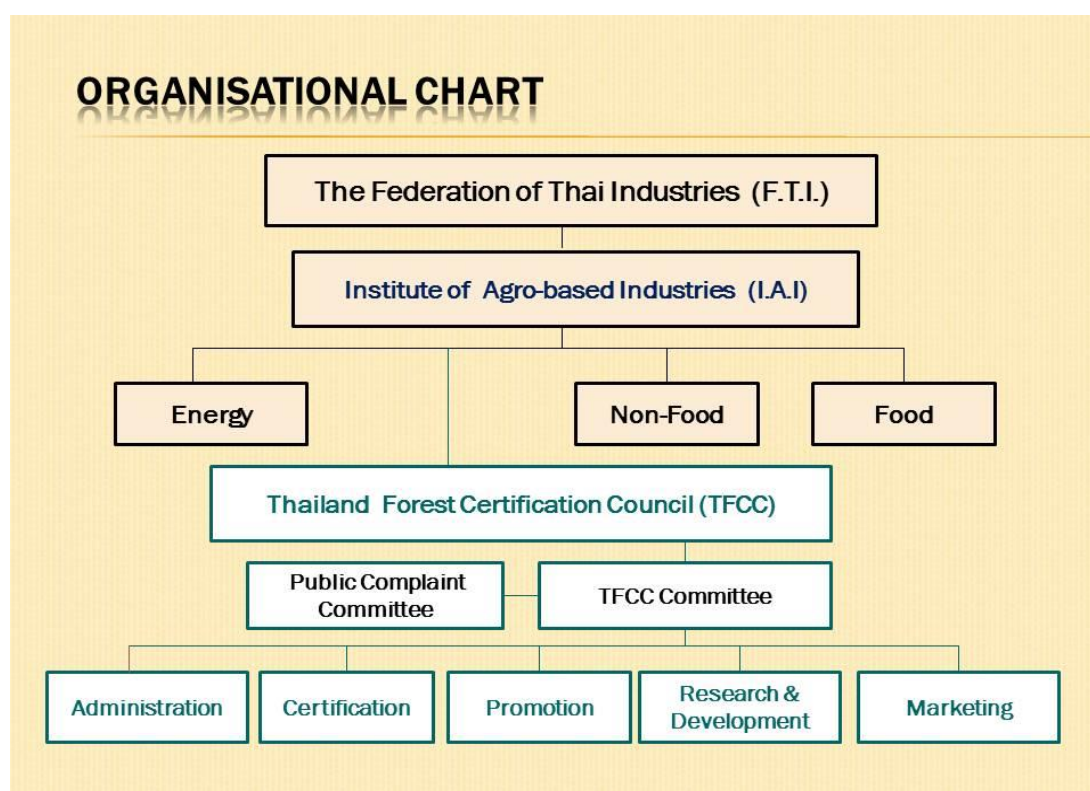 ORGANISATIONAL CHART
The Federation of Thai Industries (F.T.I.)
Institute of Agro-based Industries (I.A.I)
Energy
Non-Food
Food
Thailand Forest Certification Council (TFCC)
Public Complaint
Committee
TFCC Committee
Administration
Certification
Promotion
Research &
Development
Marketing